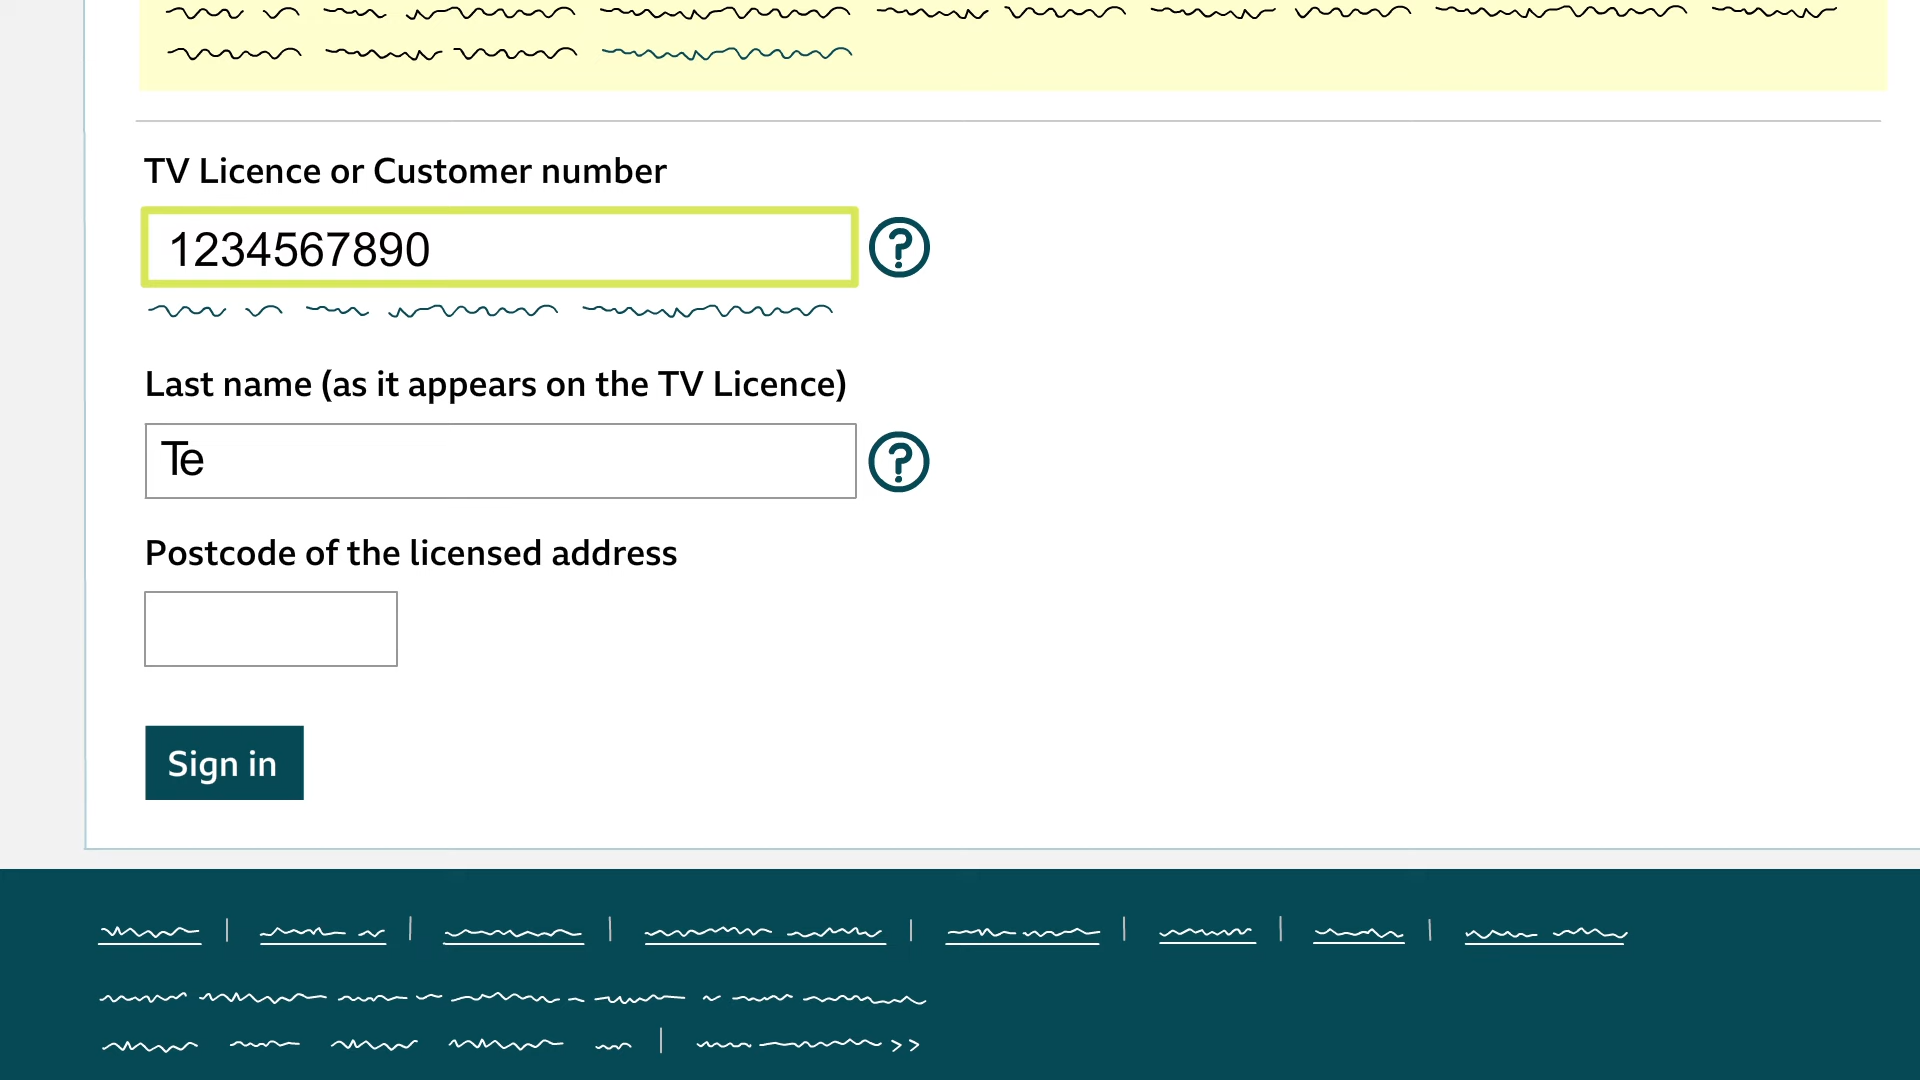 TV Licence or Customer number
1234567890
?
Last name (as it appears on the TV Licence)
Te
?
Postcode of the licensed address
Sign in
>>